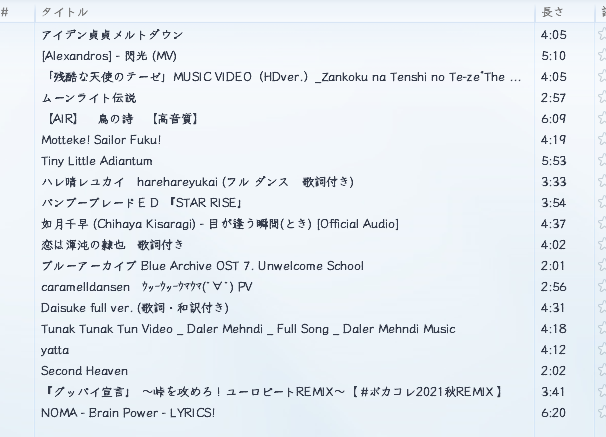 # タイトル 長さ
アイデン貞貞メルトダウン 4:05
[Alexandros] - 閃光 (MV) 5:10
「残酷な天使のテーゼ」MUSIC VIDEO（HDver.）_Zankoku na Tenshi no Te-ze"The ... 4:05
ムーンライト伝説 2:57
【AIR】　鳥の詩　【高音質】 6:09
Motteke! Sailor Fuku! 4:19
Tiny Little Adiantum 5:53
ハレ晴レユカイ　harehareyukai (フル ダンス　歌詞付き) 3:33
バンブーブレードＥＤ 『STAR RISE』 3:54
如月千早 (Chihaya Kisaragi) - 目が逢う瞬間(とき) [Official Audio] 4:37
恋は渾沌の隷也　歌詞付き 4:02
ブルーアーカイブ Blue Archive OST 7. Unwelcome School 2:01
caramelldansen　ｳｯｰｳｯｰｳﾏｳﾏ(ﾟ∀ﾟ) PV 2:56
Daisuke full ver. (歌詞・和訳付き) 4:31
Tunak Tunak Tun Video _ Daler Mehndi _ Full Song _ Daler Mehndi Music 4:18
yatta 4:12
Second Heaven 2:02
『グッバイ宣言』 〜峠を攻めろ！ユーロビートREMIX〜【＃ボカコレ2021秋REMIX】 3:41
NOMA - Brain Power - LYRICS! 6:20